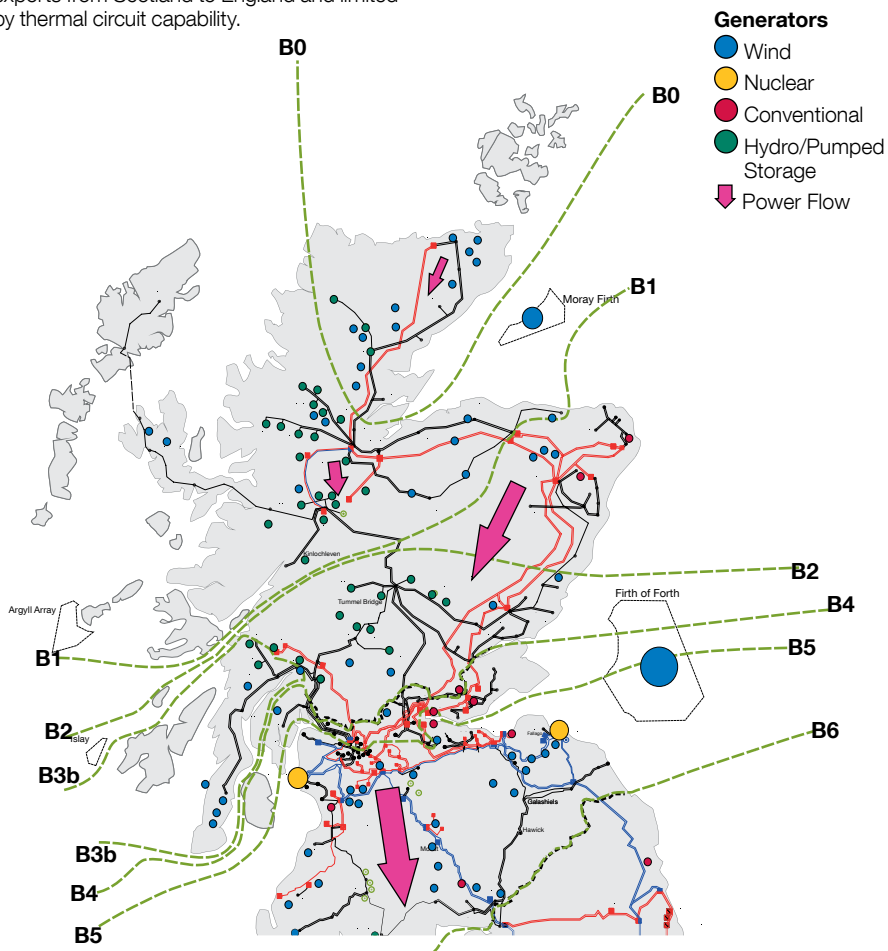 exports from Scotland to England and limited
by thermal circuit capability.
Generators
Wind
Nuclear
Conventional
Hydro/Pumped
Storage
Power Flow
B0
B0
B1
Moray Firth
Kinlochleven
B2
Tummel Bridge
Firth of Forth
Argyll Array
B4
B5
B1
B6
B2
Islay
B3b
Galashiels
Hawick
B3b
B4
B5